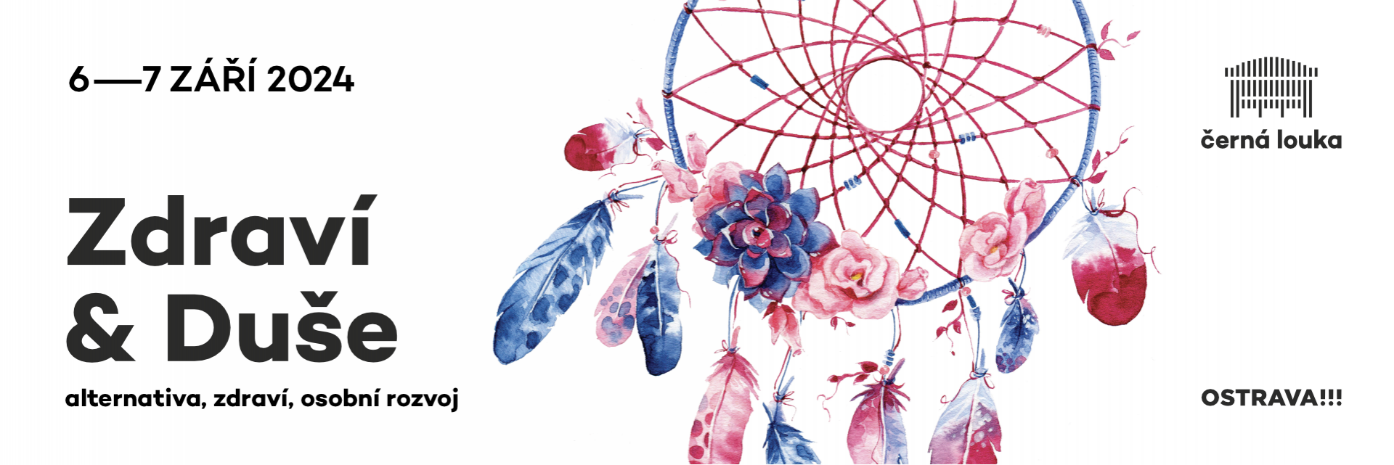 6—7 ZÁŘÍ 2024
Zdraví
& Duše
alternativa, zdraví, osobní rozvoj
černá louka
OSTRAVA!!!